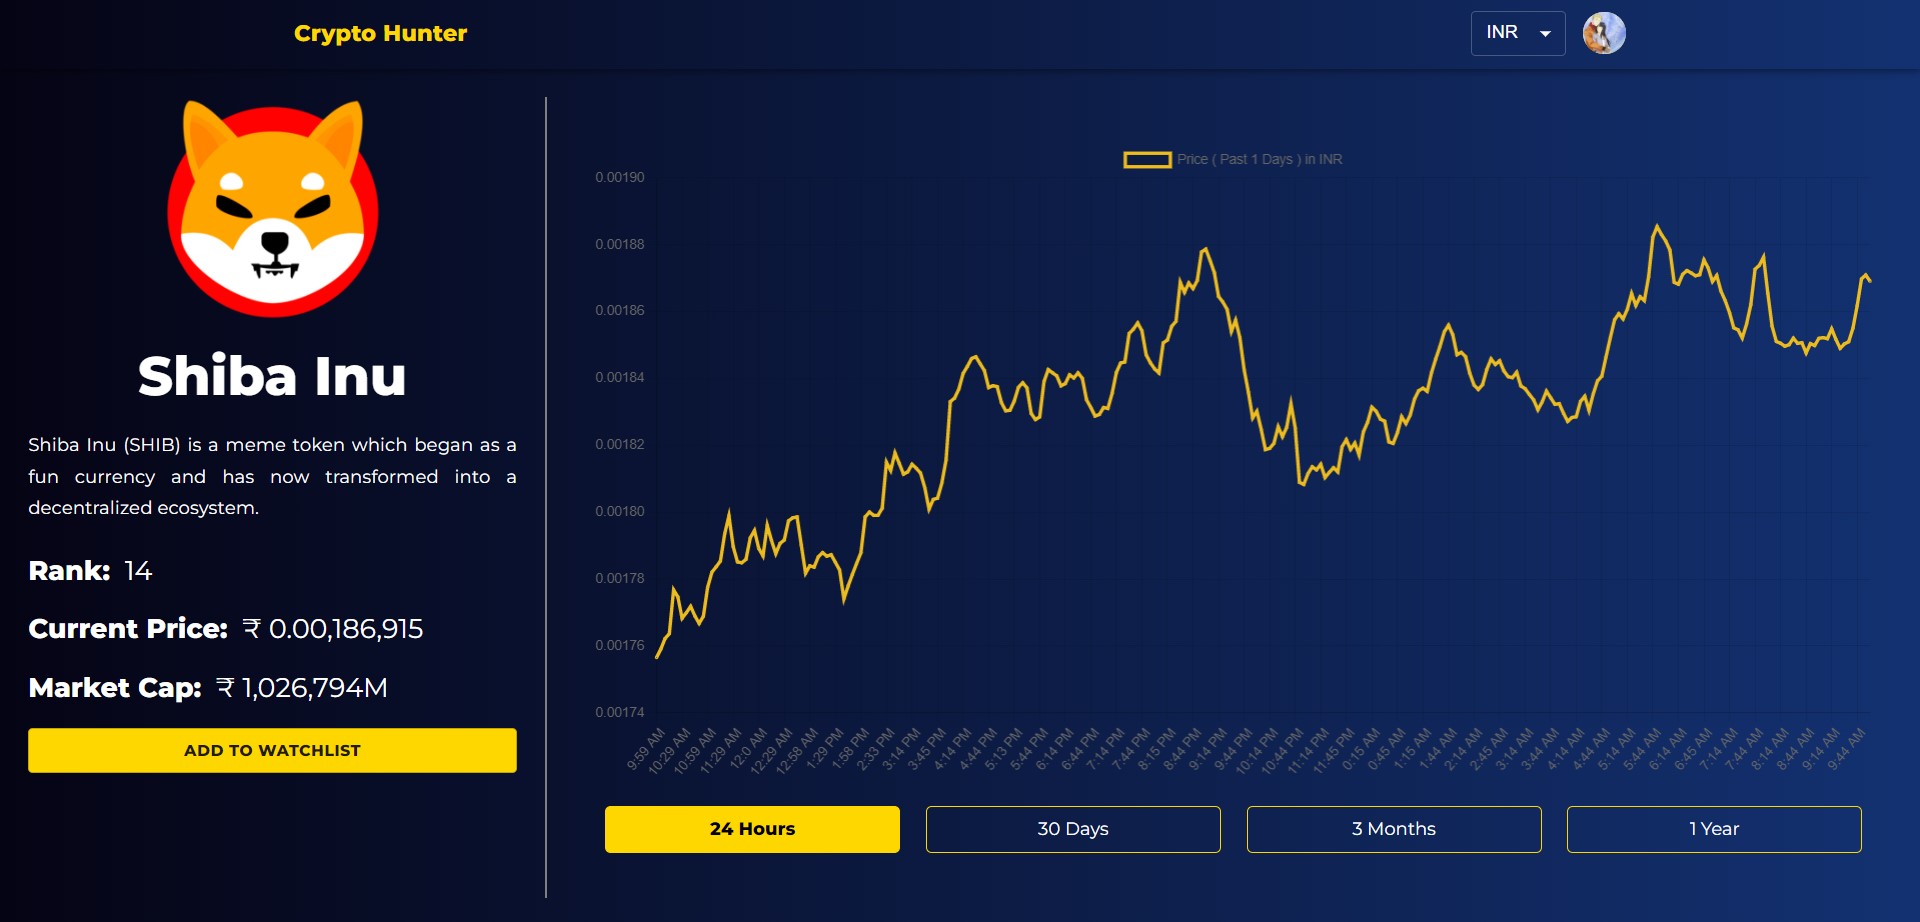 Crypto Hunter
INR
Shiba Inu
Shiba Inu (SHIB) is a meme token which began as a
fun currency and has now transformed into a
decentralized ecosystem.
Rank: 14
Current Price: ₹ 0.00,186,915
Market Cap: ₹ 1,026,794M
ADD TO WATCHLIST
Price ( Past 1 Days ) in INR
0.00190
0.00188
0.00186
0.00184
0.00182
0.00180
0.00178
0.00176
0.00174
9:59 AM
10:29 AM
10:59 AM
11:29 AM
12:0 AM
12:29 AM
12:58 AM
1:29 PM
1:58 PM
2:33 PM
3:14 PM
3:45 PM
4:14 PM
4:44 PM
5:13 PM
5:44 PM
6:14 PM
6:44 PM
7:14 PM
7:44 PM
8:15 PM
8:44 PM
9:14 PM
9:44 PM
10:14 PM
10:44 PM
11:14 PM
11:45 PM
0:15 AM
0:45 AM
1:15 AM
1:44 AM
2:14 AM
2:45 AM
3:14 AM
3:44 AM
4:14 AM
4:44 AM
5:14 AM
5:44 AM
6:14 AM
6:45 AM
7:14 AM
7:44 AM
8:14 AM
8:44 AM
9:14 AM
9:44 AM
24 Hours
30 Days
3 Months
1 Year